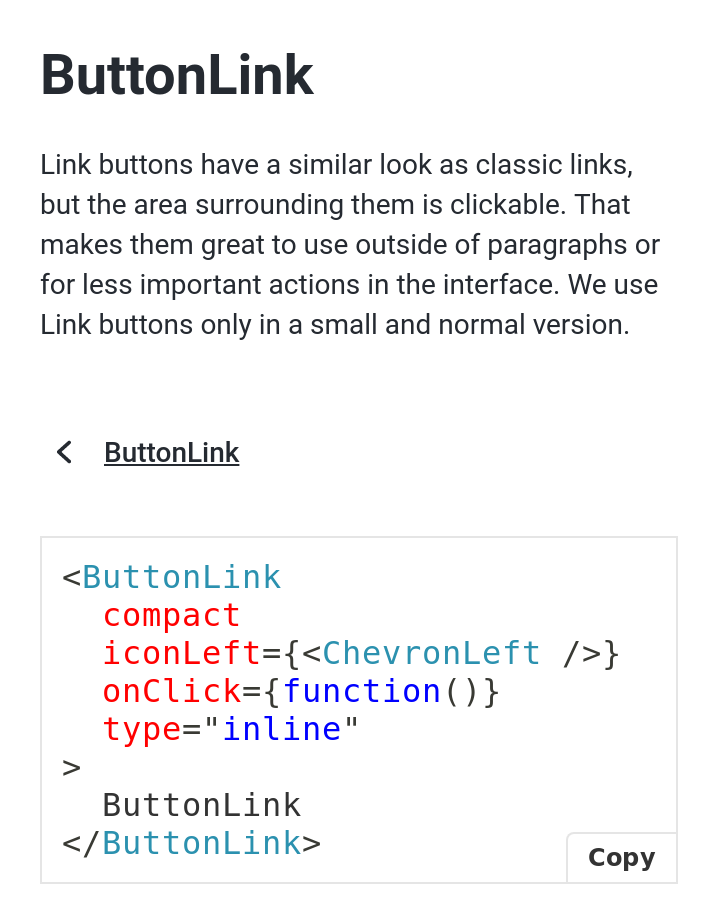 ButtonLink
Link buttons have a similar look as classic links,
but the area surrounding them is clickable. That
makes them great to use outside of paragraphs or
for less important actions in the interface. We use
Link buttons only in a small and normal version.
ButtonLink
<ButtonLink
  compact
  iconLeft={<ChevronLeft />}
  onClick={function()}
  type="inline"
>
  ButtonLink
</ButtonLink>
Copy